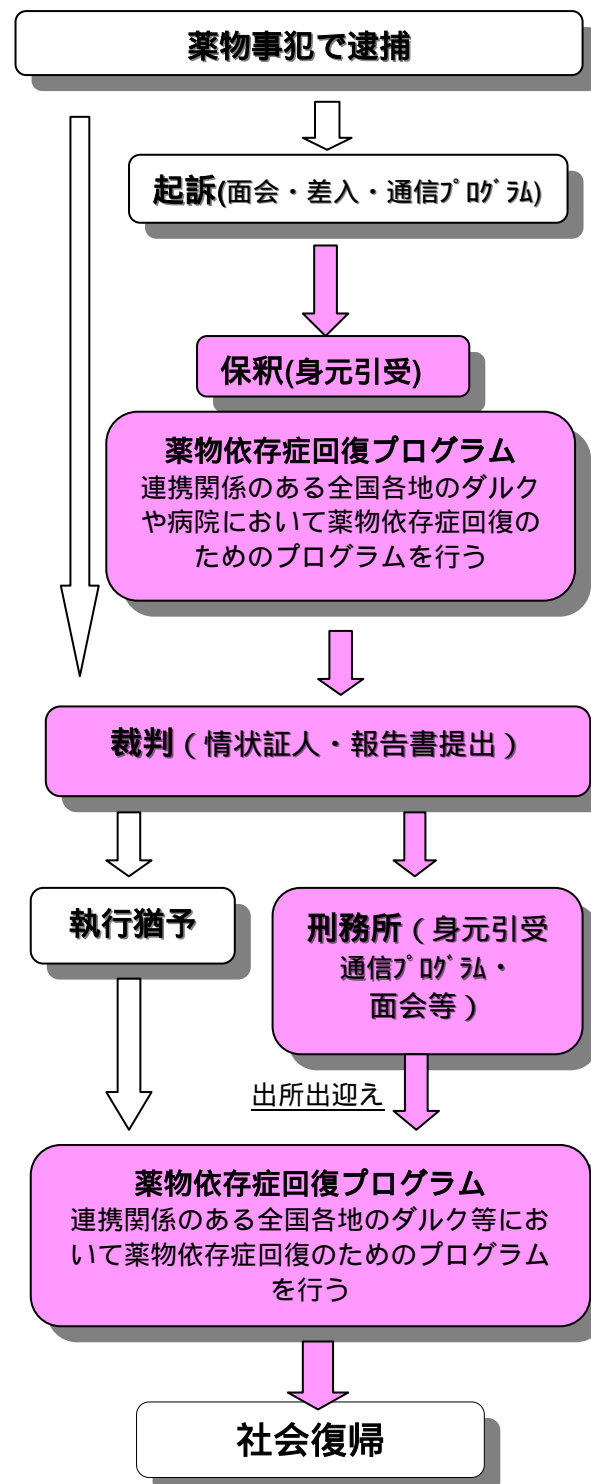 薬物事犯で逮捕
起訴(面会・差入・通信ﾌﾟﾛｸﾞﾗﾑ)
保釈(身元引受)
薬物依存症回復プログラム
連携関係のある全国各地のダルク
や病院において薬物依存症回復の
ためのプログラムを行う
裁判（情状証人・報告書提出）
執行猶予
刑務所（身元引受
通信ﾌﾟﾛｸﾞﾗﾑ・
面会等）
出所出迎え
薬物依存症回復プログラム
連携関係のある全国各地のダルク等にお
いて薬物依存症回復のためのプログラム
を行う
社会復帰